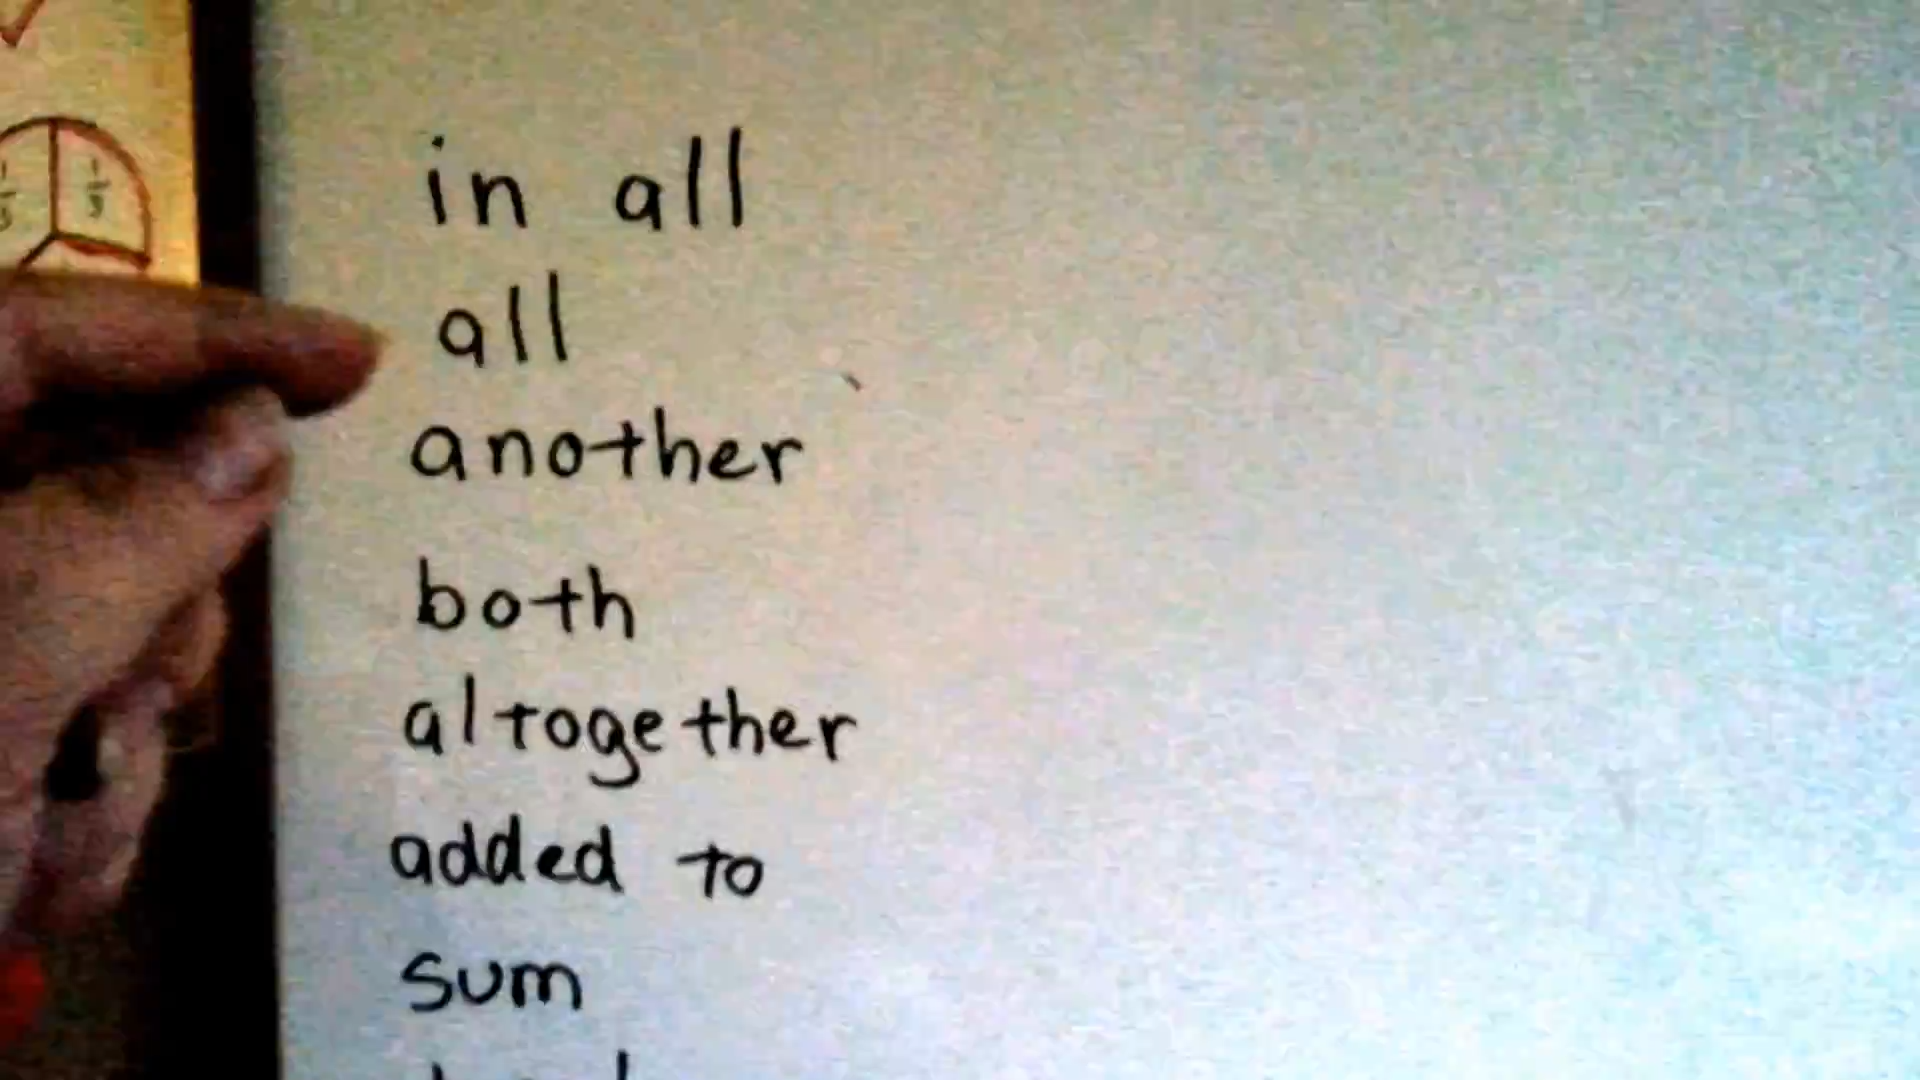 in all
all
another
both
altogether
added to
sum